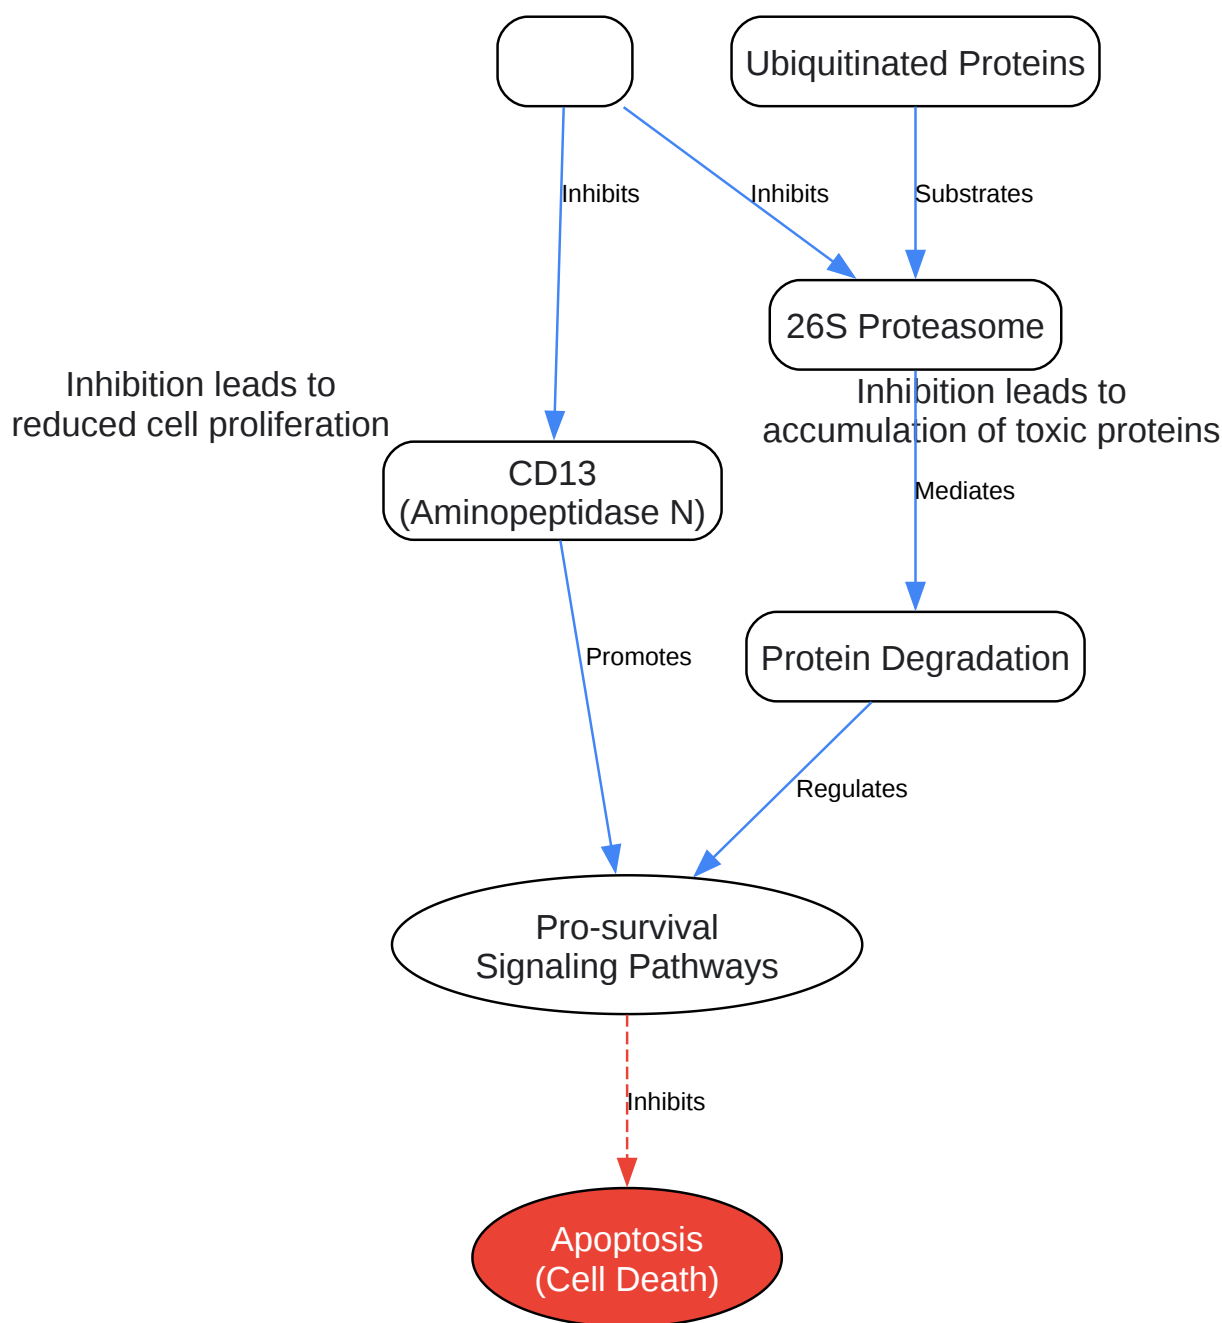 Ubiquitinated Proteins
Inhibits
Inhibits
Substrates
26S Proteasome
Inhibition leads to
reduced cell proliferation
Inhibition leads to
accumulation of toxic proteins
CD13
(Aminopeptidase N)
Mediates
Promotes
Protein Degradation
Regulates
Pro-survival
Signaling Pathways
Inhibits
Apoptosis
(Cell Death)